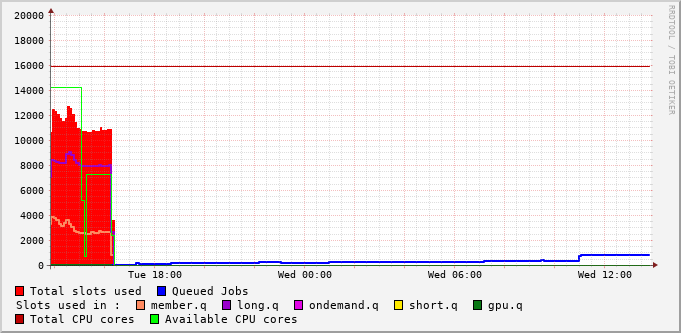 RRDTOOL / TOBI OETIKER
20000
18000
16000
14000
12000
10000
8000
6000
4000
2000
0
Tue 18:00 Wed 00:00 Wed 06:00 Wed 12:00
Total slots used Queued Jobs
Slots used in : member.q long.q ondemand.q short.q gpu.q
Total CPU cores Available CPU cores